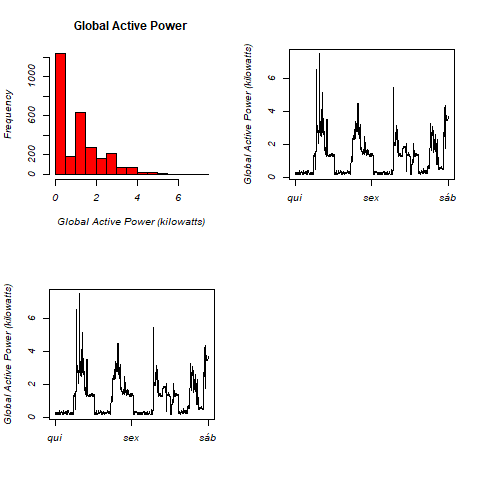 Global Active Power
Frequency
0 200 600 1000
0 2 4 6
Global Active Power (kilowatts)
Global Active Power (kilowatts)
0 2 4 6
qui sex sáb
Global Active Power (kilowatts)
0 2 4 6
qui sex sáb